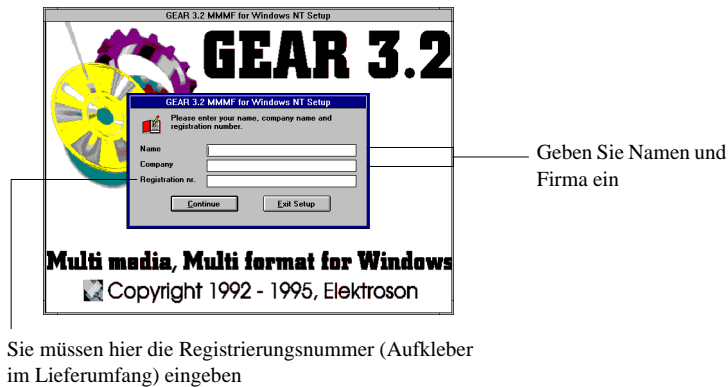 GEAR 3.2 MMMF for Windows NT Setup
GEAR 3.2
GEAR 3.2 MMMF for Windows NT Setup
Please enter your name, company name and
registration number.
Name
Company
Registration nr.
Continue
Exit Setup
Geben Sie Namen und
Firma ein
Multi media, Multi format for Windows
Copyright 1992 - 1995, Elektroson
Sie müssen hier die Registrierungsnummer (Aufkleber
im Lieferumfang) eingeben